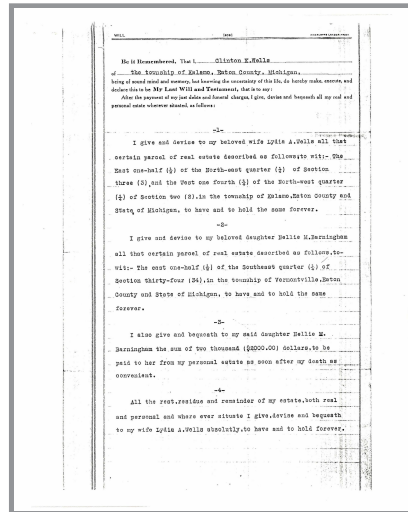 WILL
Be it Remembered, That I, Clinton E. Wells
of the township of Kalamo, Eaton County, Michigan,
being of sound mind and memory, but knowing the uncertainty of this life, do hereby make, execute, and
declare this to be My Last Will and Testament, that is to say:
After the payment of my just debts and funeral charges, I give, devise and bequeath all my real and
personal estate wherever situated, as follows:
-1-
I give and devise to my beloved wife Lydia A.Wells all that
certain parcel of real estate described as follows;to wit:- The
East one-half (½) of the North-east quarter (¼) of Section
three (3),and the West one fourth (¼) of the North-west quarter
(¼) of Section two (2).in the township of Kalamo,Eaton County and
State of Michigan, to have and to hold the same forever.
-2-
I give and devise to my beloved daughter Nellie M.Barningham
all that certain parcel of real estate described as follows.to-
wit:- The east one-half (½) of the Southeast quarter (¼) of
Section thirty-four (34),in the township of Vermontville.Eaton
County and State of Michigan, to have and to hold the same
forever.
-3-
I also give and bequeath to my said daughter Nellie M.
Barningham the sum of two thousand ($2000.00) dollars.to be
paid to her from my personal estate as soon after my death as
convenient.
-4-
All the rest.residue and remainder of my estate.both real
and personal and where ever situate I give.devise and bequeath
to my wife Lydia A.Wells absolutly.to have and to hold forever.